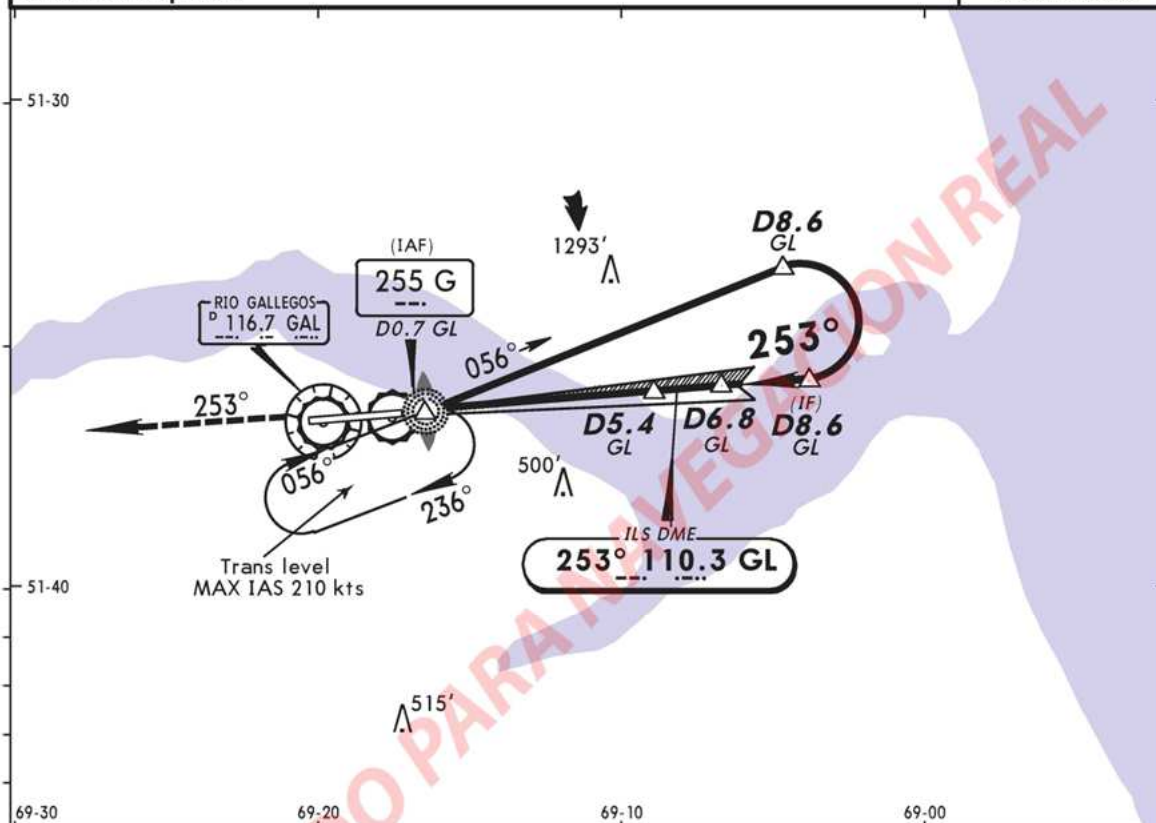 51-30
D8.6
GL
1293'
(IAF)
255 G
D0.7 GL
RIO GALLEGOS
D 116.7 GAL
056°
253°
253°
D5.4
GL
D6.8
GL
(IF)
D8.6
GL
056°
236°
500'
Trans level
MAX IAS 210 kts
ILS DME
253° 110.3 GL
51-40
515'
69-30
69-20
69-10
69-00
O PARA NAVEGACION REAL